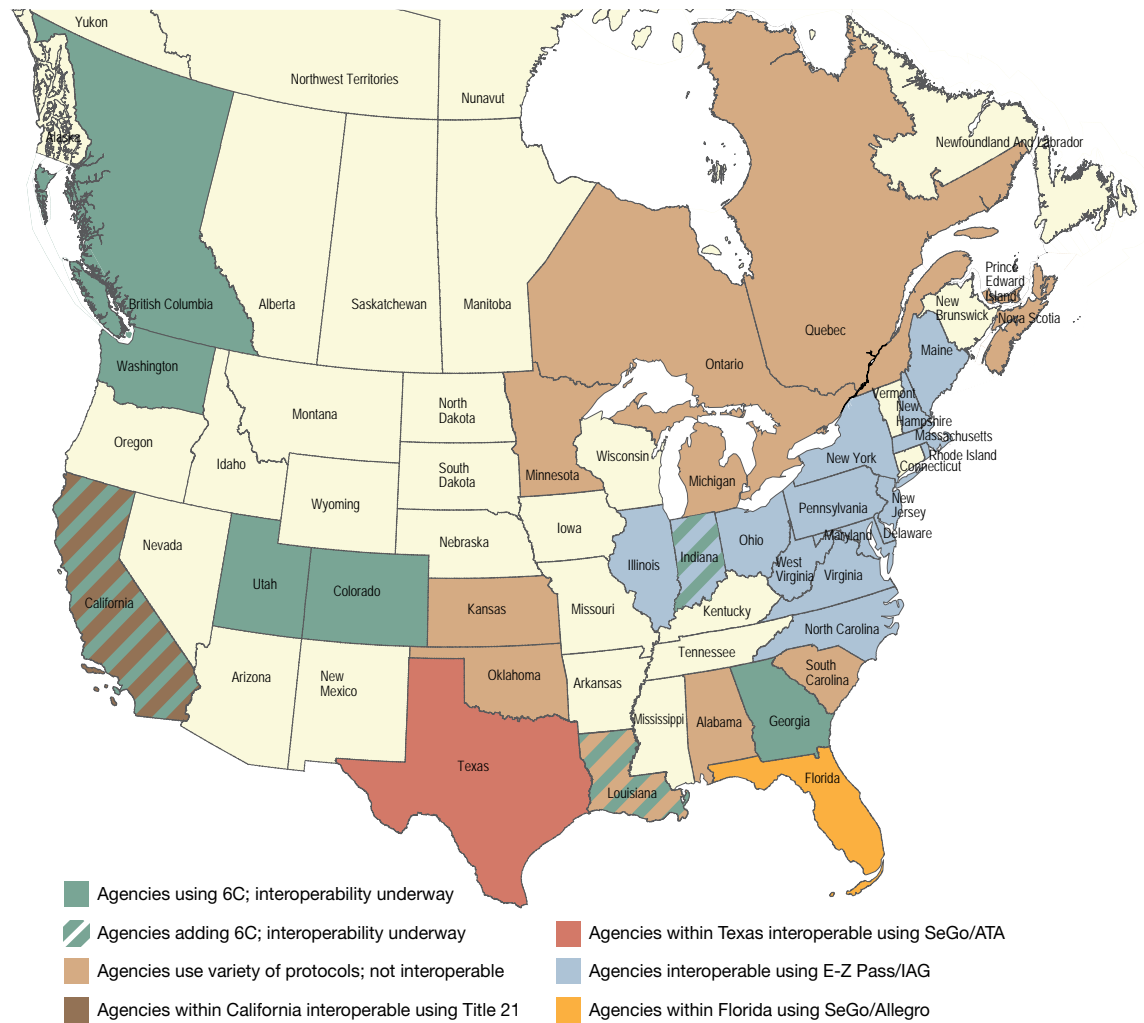 Yukon
Northwest Territories
Nunavut
Alaska
Newfoundland And Labrador
British Columbia
Alberta
Saskatchewan
Manitoba
Ontario
Quebec
Prince
Edward
Island
New
Brunswick
Nova Scotia
Maine
Washington
Montana
North
Dakota
Vermont
New
Hampshire
Massachusetts
Rhode Island
Connecticut
Oregon
Idaho
South
Dakota
Minnesota
Wisconsin
Michigan
New York
Wyoming
Pennsylvania
New
Jersey
Iowa
Nebraska
Nevada
Illinois
Indiana
Ohio
Maryland
Delaware
West
Virginia
Virginia
Utah
Colorado
California
Kansas
Missouri
Kentucky
North Carolina
Tennessee
Arizona
New
Mexico
Oklahoma
Arkansas
South
Carolina
Mississippi
Alabama
Georgia
Texas
Louisiana
Florida
Agencies using 6C; interoperability underway
Agencies adding 6C; interoperability underway
Agencies use variety of protocols; not interoperable
Agencies within California interoperable using Title 21
Agencies within Texas interoperable using SeGo/ATA
Agencies interoperable using E-Z Pass/IAG
Agencies within Florida using SeGo/Allegro